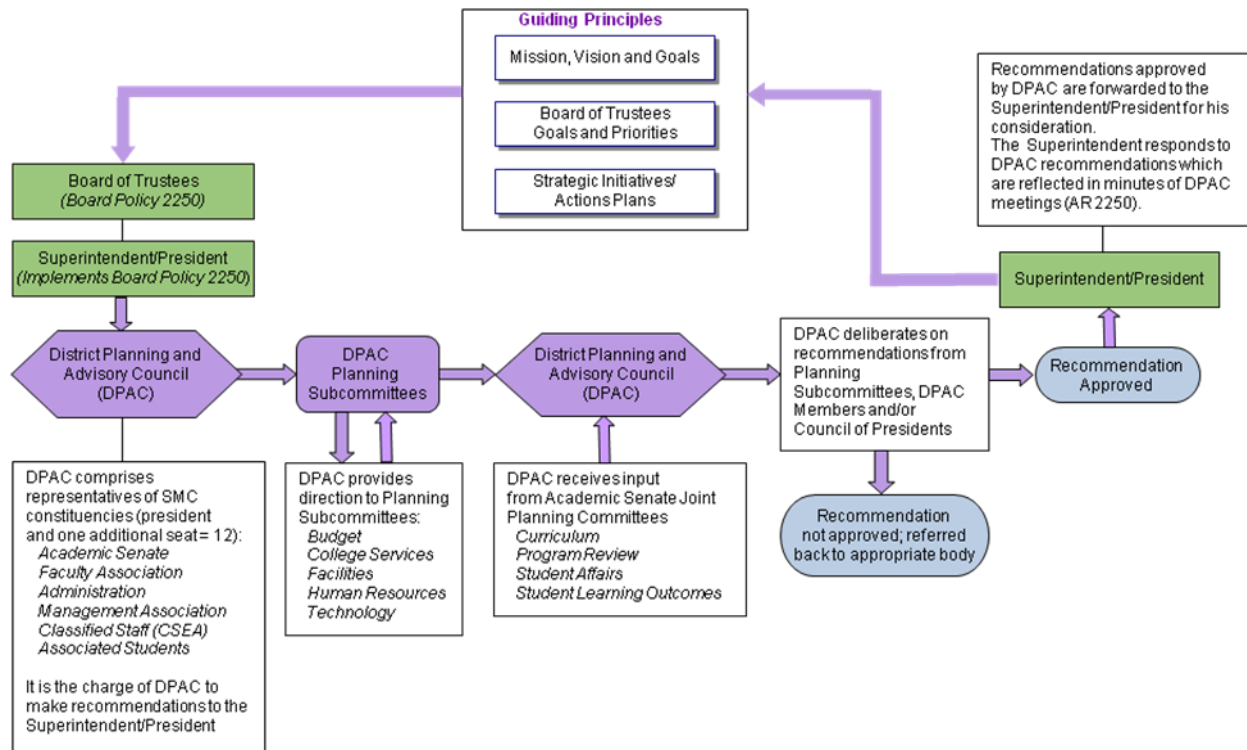 Guiding Principles
Mission, Vision and Goals
Board of Trustees
Goals and Priorities
Strategic Initiatives/
Actions Plans
Recommendations approved
by DPAC are forwarded to the
Superintendent/President for his
consideration.
The Superintendent responds to
DPAC recommendations which
are reflected in minutes of DPAC
meetings (AR 2250).
Board of Trustees
(Board Policy 2250)
Superintendent/President
(Implements Board Policy 2250)
Superintendent/President
District Planning and
Advisory Council
(DPAC)
DPAC
Planning
Subcommittees
District Planning and
Advisory Council
(DPAC)
DPAC deliberates on
recommendations from
Planning
Subcommittees, DPAC
Members and/or
Council of Presidents
Recommendation
Approved
DPAC comprises
representatives of SMC
constituencies (president
and one additional seat= 12):
Academic Senate
Faculty Association
Administration
Management Association
Classified Staff (CSEA)
Associated Students
It is the charge of DPAC to
make recommendations to the
Superintendent/President
DPAC provides
direction to Planning
Subcommittees:
Budget
College Services
Facilities
Human Resources
Technology
DPAC receives input
from Academic Senate Joint
Planning Committees
Curriculum
Program Review
Student Affairs
Student Learning Outcomes
Recommendation
not approved; referred
back to appropriate body